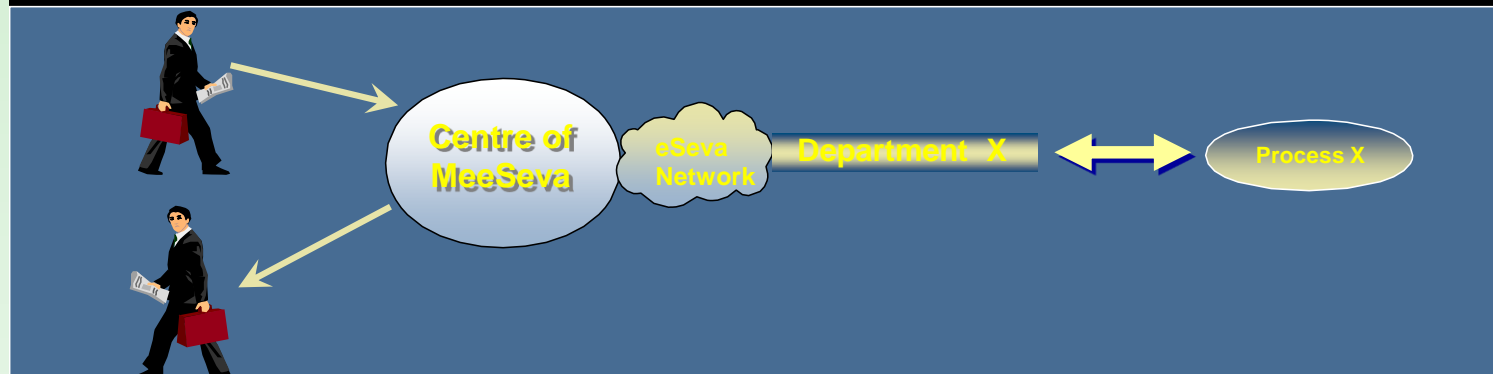 Centre of
MeeSeva
eSeva
Network
Department X
Process X